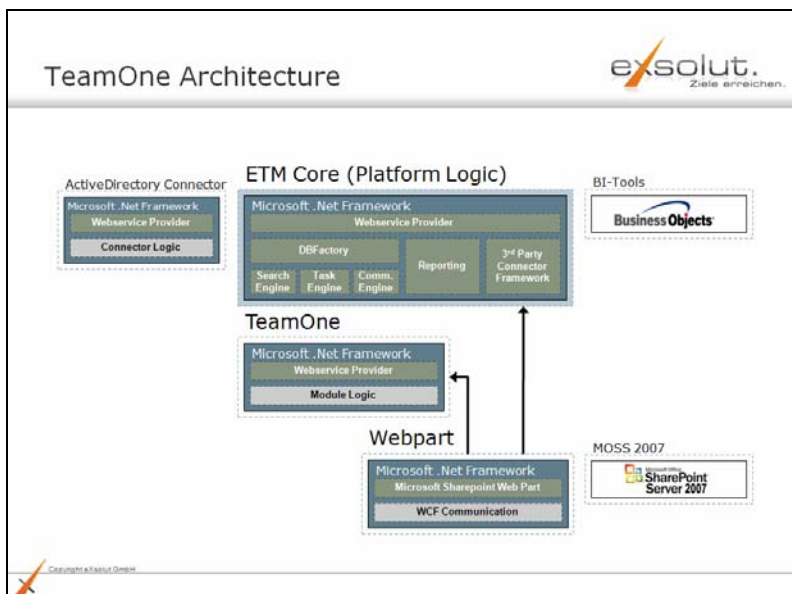 TeamOne Architecture
exsolut.
Ziele erreichen.
ActiveDirectory Connector
Microsoft .Net Framework
Webservice Provider
Connector Logic
ETM Core (Platform Logic)
Microsoft .Net Framework
Webservice Provider
DBFactory
Search Engine
Task Engine
Comm. Engine
Reporting
3rd Party
Connector
Framework
BI-Tools
Business Objects
TeamOne
Microsoft .Net Framework
Webservice Provider
Module Logic
Webpart
Microsoft .Net Framework
Microsoft Sharepoint Web Part
WCF Communication
MOSS 2007
Microsoft Office
SharePoint
Server 2007
Copyright eXsolut GmbH